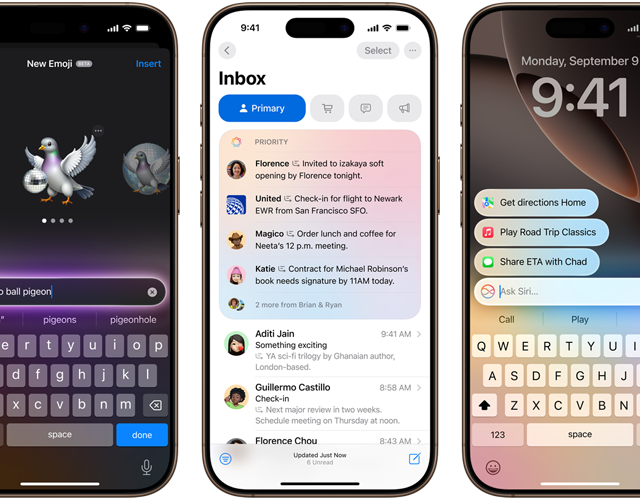 New Emoji BETA
Insert
o ball pigeon
"
pigeons
pigeonhole
e r t y u i o p
d f g h j k l
x c v b n m
space
done
9:41
Select
Inbox
Primary
PRIORITY
Florence Invited to izakaya soft
opening by Florence tonight.
United Check-in for flight to Newark
EWR from San Francisco SFO.
Magico Order lunch and coffee for
Neeta's 12 p.m. meeting.
Katie Contract for Michael Robinson's
book needs signature by 11AM today.
2 more from Brian & Ryan
Aditi Jain
9:41 AM
Something exciting
YA sci-fi trilogy by Ghanaian author,
London-based.
Guillermo Castillo
8:58 AM
Check-in
Next major review in two weeks.
Schedule meeting on Thursday at noon.
Florence Chou
8:43 AM
Updated Just Now
6 Unread
Monday, September 9
9:41
Get directions Home
Play Road Trip Classics
Share ETA with Chad
Ask Siri...
Call
Play
Q W E R T Y U I
A S D F G H J
Z X C V B N
123
space